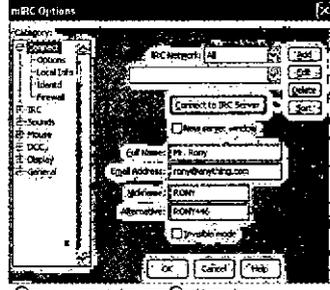 mIRC Options
Category:
Connect
Options
Local Info
Identd
Firewall
IRC
Sounds
Mouse
DCC
Display
General
IRC Network: All
Add
Edit
Delete
Sort
Connect to IRC Server
New server window
Full Name: Mr. Rony
Email Address: rony@anything.com
Nickname: RONY
Alternative:
Invisible mode
OK
Cancel
Help